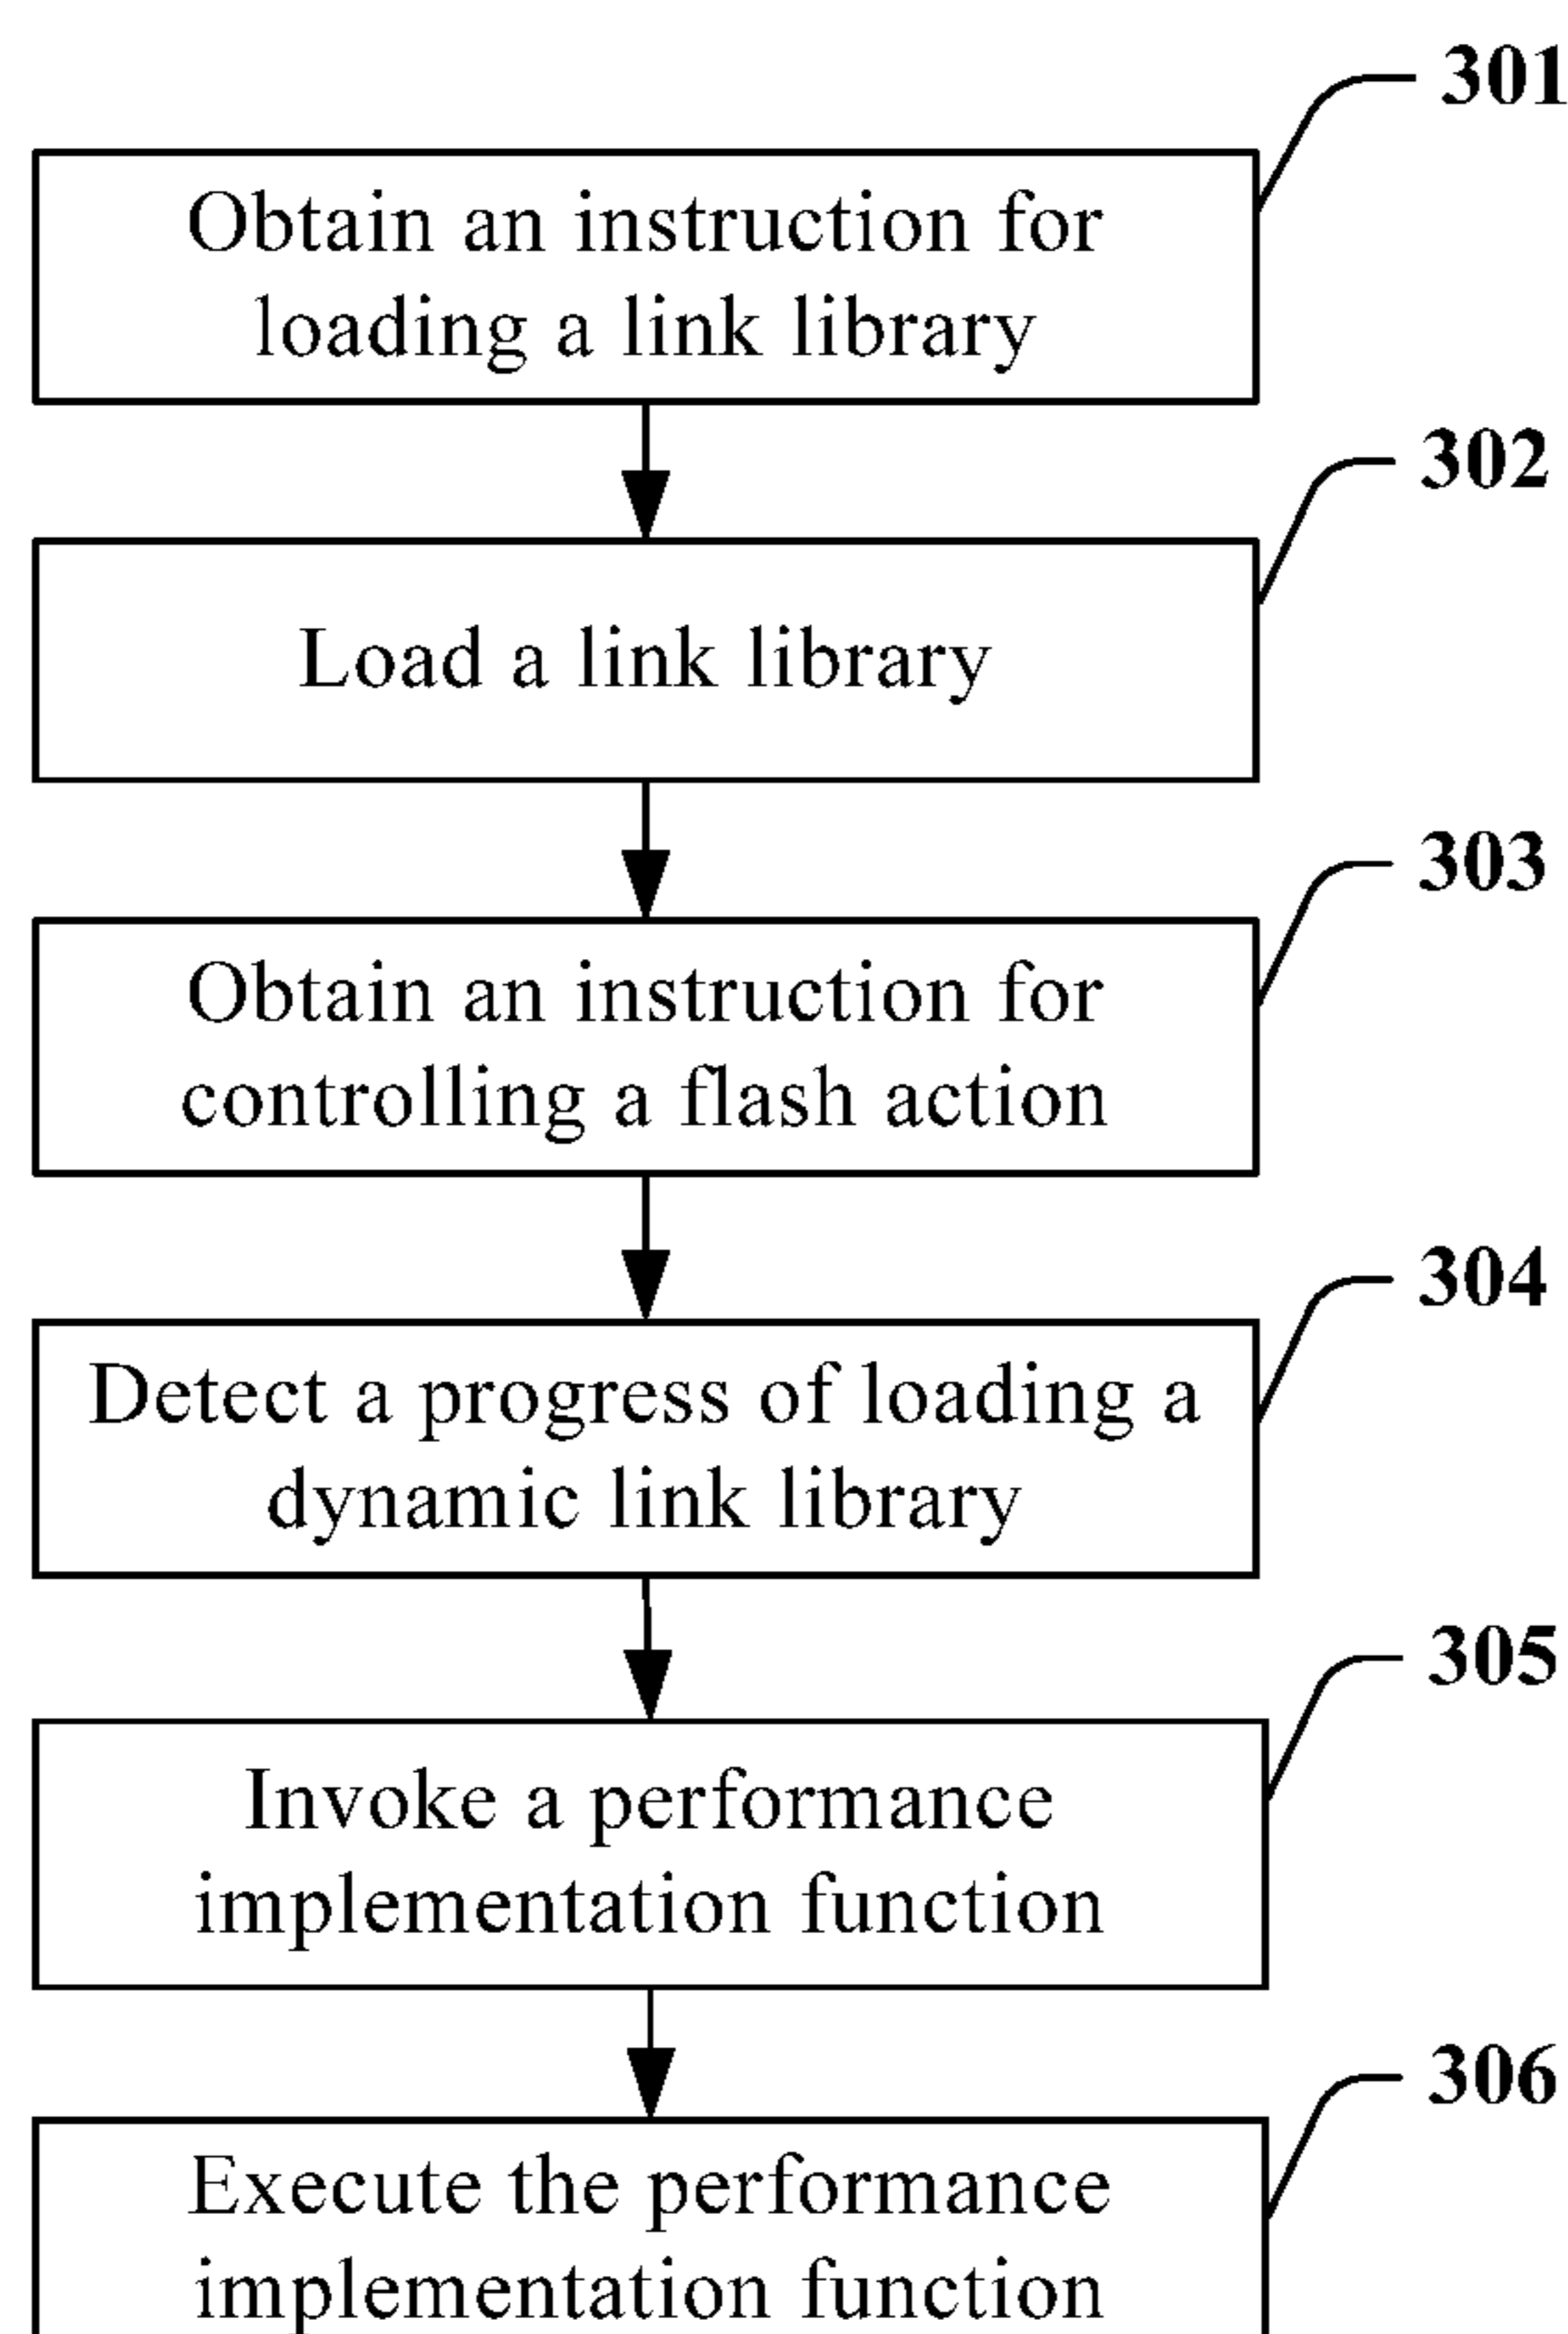 301
Obtain an instruction for
loading a link library
302
Load a link library
303
Obtain an instruction for
controlling a flash action
304
Detect a progress of loading a
dynamic link library
305
Invoke a performance
implementation function
306
Execute the performance
implementation function